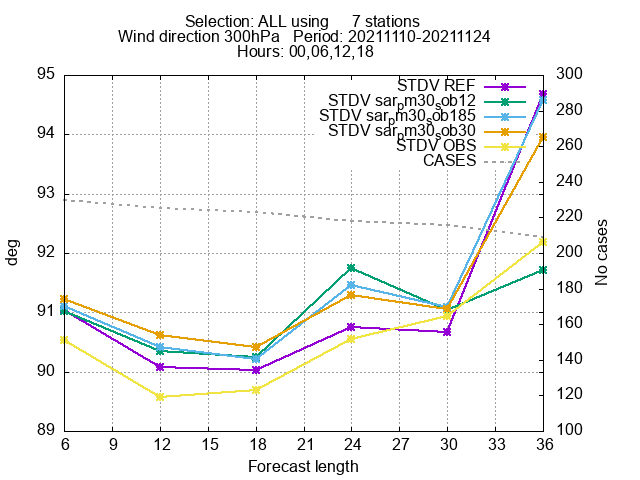 Selection: ALL using 7 stations
Wind direction 300hPa Period: 20211110-20211124
Hours: 00,06,12,18
95 300
STDV REF
280
STDV sar_pm30_sob12
STDV sar_pm30_sob185
94 STDV sar_pm30_sob30
260
STDV OBS
CASES
240
93
220
92 200
deg
No cases
180
91
160
90 140
120
89 100
6 9 12 15 18 21 24 27 30 33 36
Forecast length